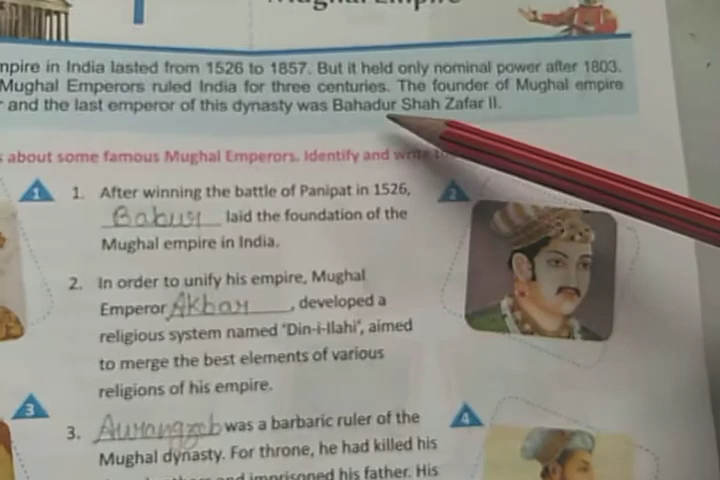 Mughal Empire
mpire in India lasted from 1526 to 1857. But it held only nominal power after 1803.
Mughal Emperors ruled India for three centuries. The founder of Mughal empire
and the last emperor of this dynasty was Bahadur Shah Zafar II.
s about some famous Mughal Emperors. Identify and write
1
2
1. After winning the battle of Panipat in 1526,
Babur laid the foundation of the
Mughal empire in India.
2. In order to unify his empire, Mughal
Emperor Akbar, developed a
religious system named 'Din-i-Ilahi', aimed
to merge the best elements of various
religions of his empire.
3
4
3. Aurangzeb was a barbaric ruler of the
Mughal dynasty. For throne, he had killed his
and imprisoned his father. His